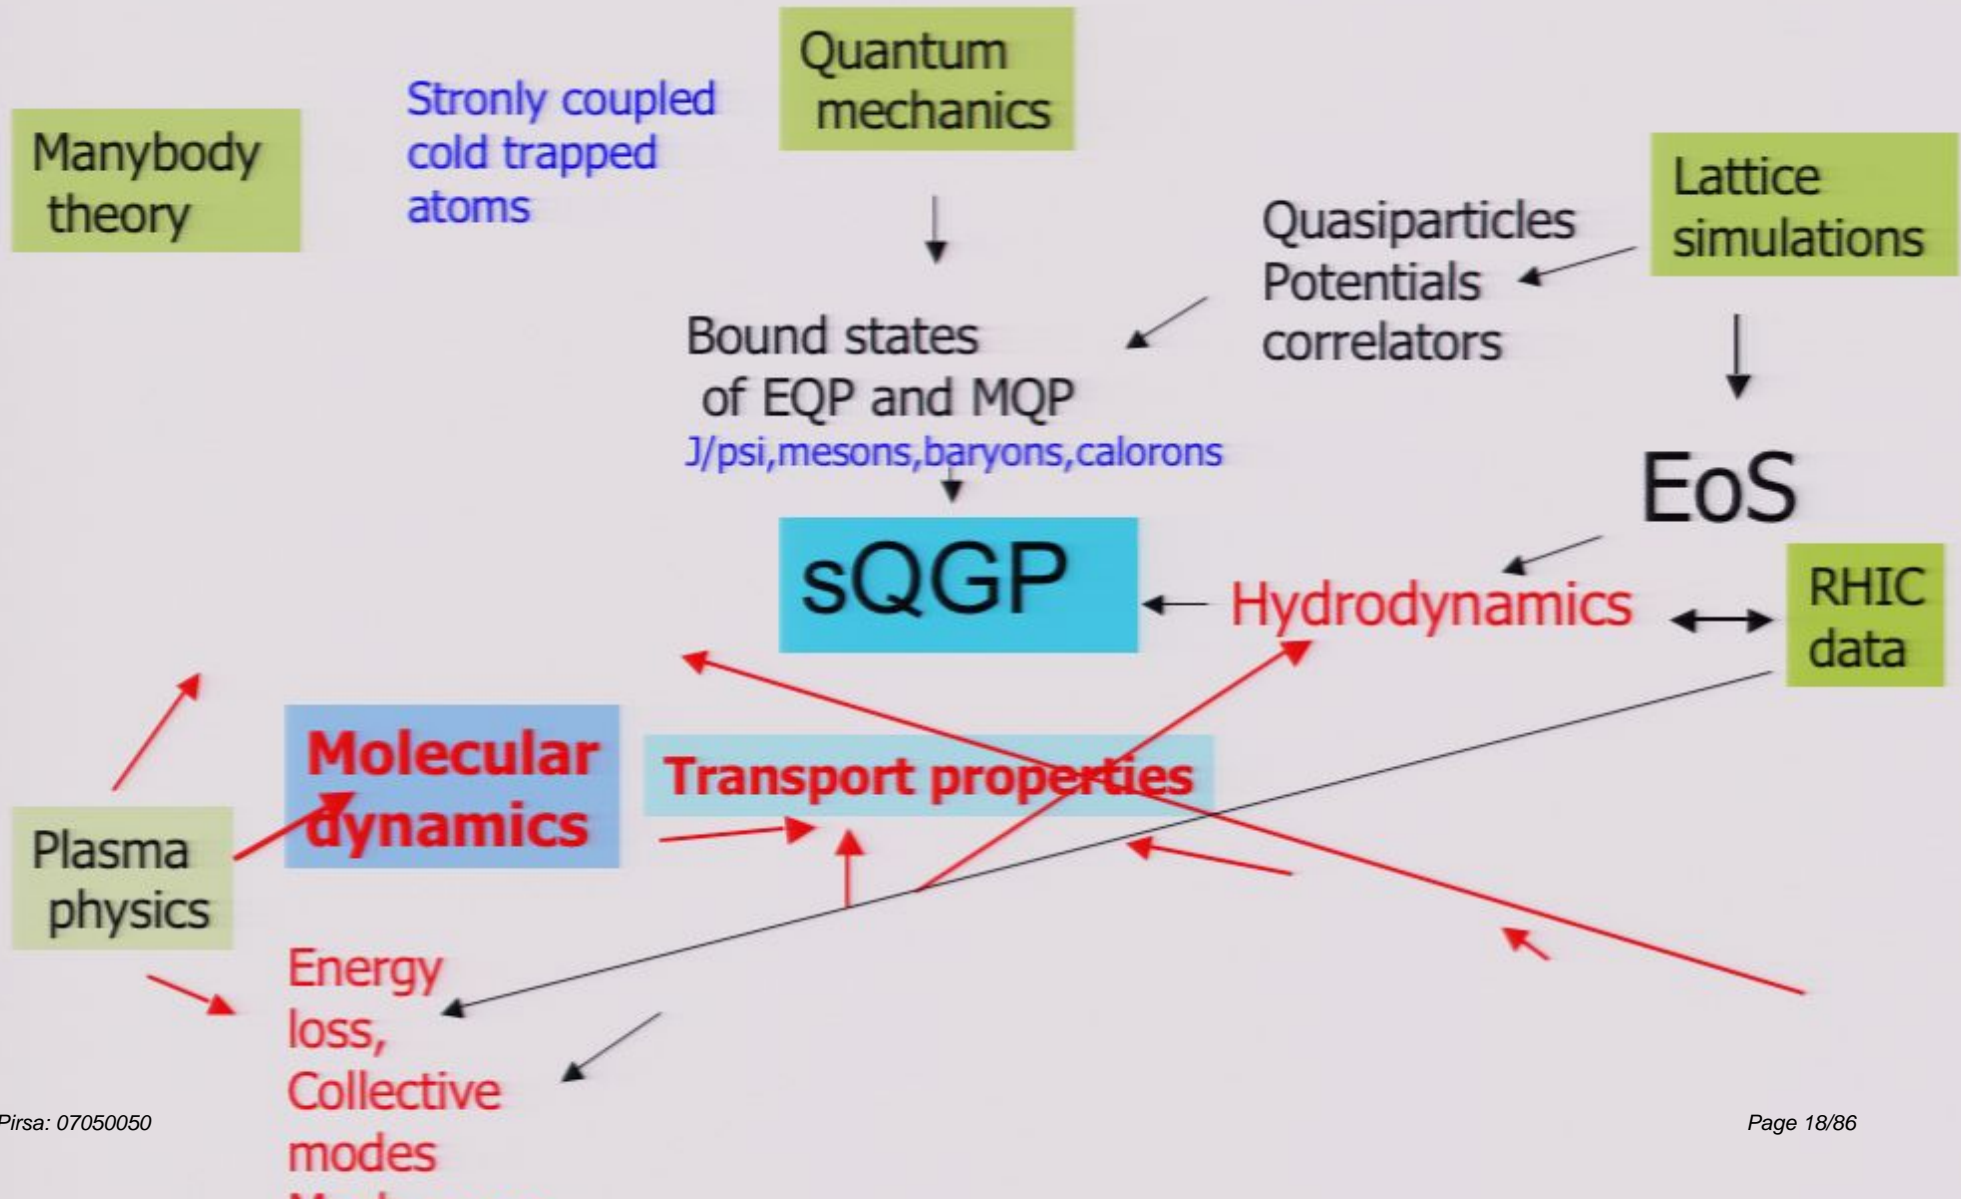 Quantum
mechanics
Stronly coupled
cold trapped
atoms
Manybody
theory
Lattice
simulations
Quasiparticles
Potentials
correlators
Bound states
of EQP and MQP
J/psi,mesons,baryons,calorons
EoS
sQGP
Hydrodynamics
RHIC
data
Molecular
dynamics
Transport properties
Plasma
physics
Energy
loss,
Collective
modes
Pirsa: 07050050
Page 18/86